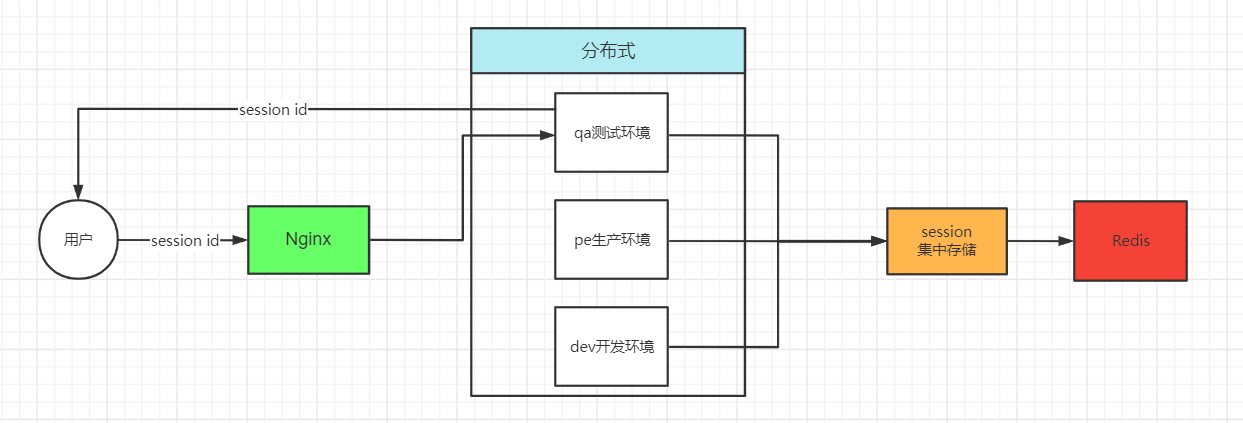 分布式
session id
qa测试环境
用户
session id
Nginx
pe生产环境
session
集中存储
Redis
dev开发环境